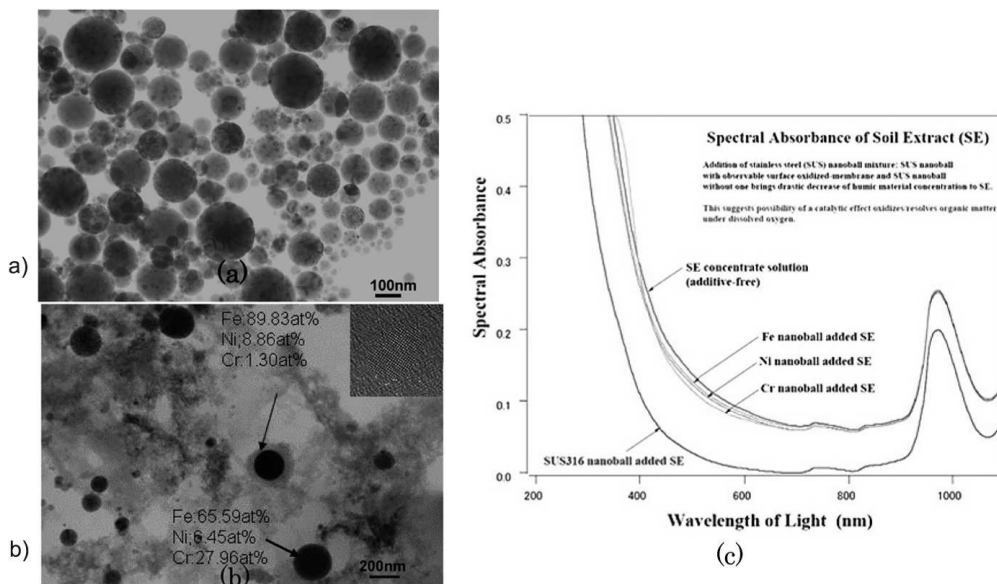 a)
(a)
100nm
b)
Fe:89.83at%
Ni;8.86at%
Cr:1.30at%
Fe:65.59at%
Ni;6.45at%
Cr:27.96at%
(b)
200nm
Spectral Absorbance of Soil Extract (SE)
Addition of stainless steel (SUS) nanoball mixture: SUS nanoball
with observable surface oxidized-membrane and SUS nanoball
without one brings drastic decrease of humic material concentration to SE.
This suggests possibility of a catalytic effect oxidizes/resolves organic matter
under dissolved oxygen.
SE concentrate solution
(additive-free)
Fe nanoball added SE
Ni nanoball added SE
Cr nanoball added SE
SUS316 nanoball added SE
Spectral Absorbance
0.5
0.4
0.3
0.2
0.1
0.0
200
400
600
800
1000
Wavelength of Light (nm)
(c)